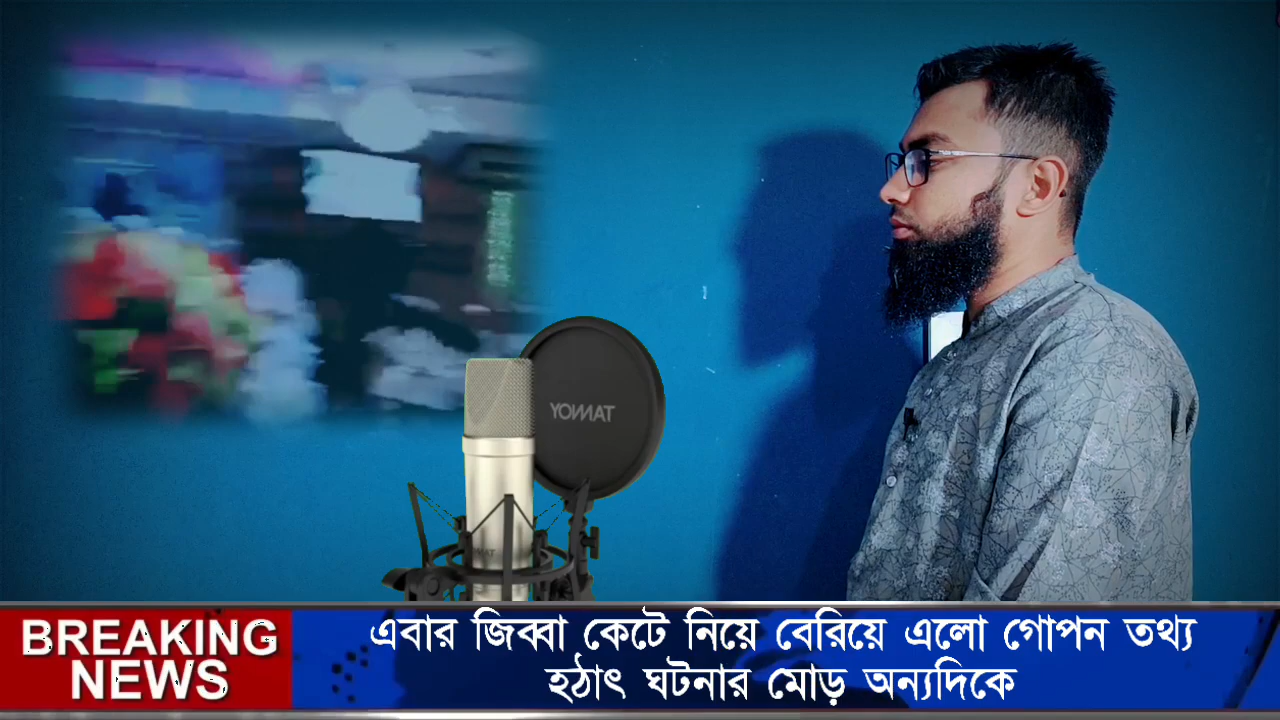 YOMAT
BREAKING
NEWS
এবার জিব্বা কেটে নিয়ে বেরিয়ে এলো গোপন তথ্য
হঠাৎ ঘটনার মোড় অন্যদিকে